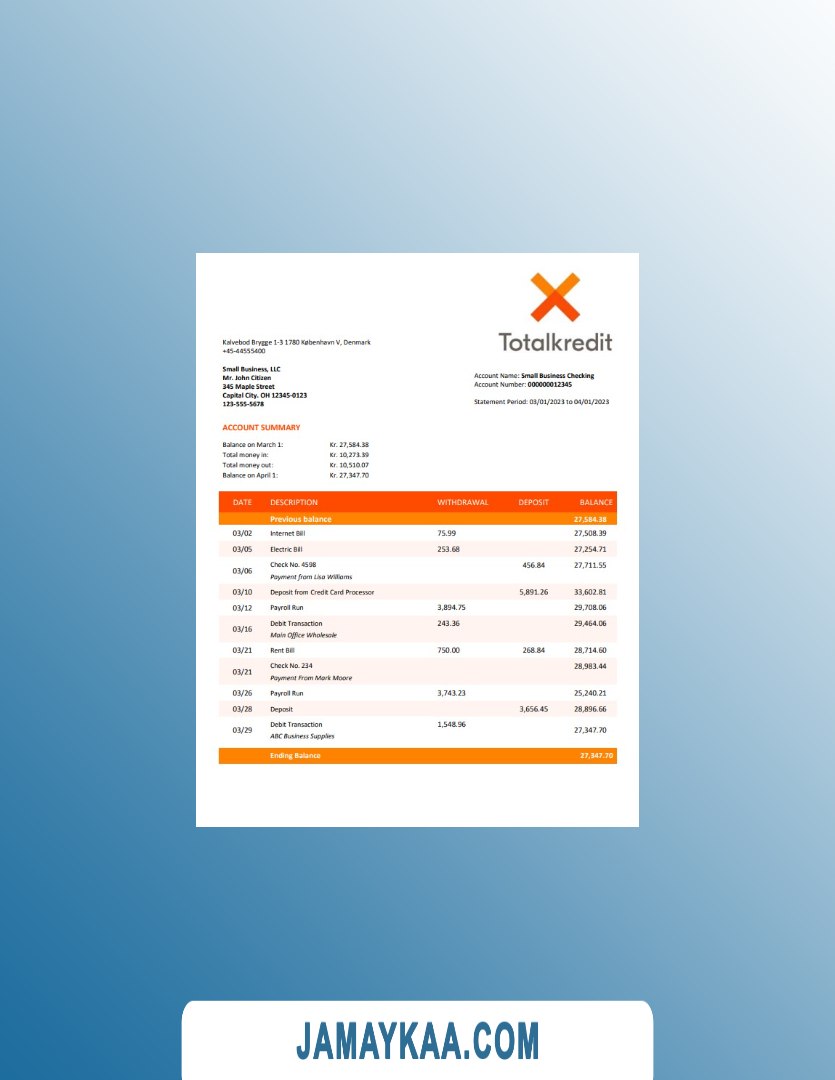 Totalkredit
Kalvebod Brygge 1-3 1780 København V, Denmark
+45-44555400
Small Business, LLC
Mr. John Citizen
345 Maple Street
Capital City. OH 12345-0123
123-555-5678
Account Name: Small Business Checking
Account Number: 000000012345
Statement Period: 03/01/2023 to 04/01/2023
ACCOUNT SUMMARY
Balance on March 1: Kr. 27,584.38
Total money in: Kr. 10,273.39
Total money out: Kr. 10,510.07
Balance on April 1: Kr. 27,347.70
DATE DESCRIPTION WITHDRAWAL DEPOSIT BALANCE
Previous balance 27,584.38
03/02 Internet Bill 75.99 27,508.39
03/05 Electric Bill 253.68 27,254.71
03/06 Check No. 4598 456.84 27,711.55
Payment from Lisa Williams
03/10 Deposit from Credit Card Processor 5,891.26 33,602.81
03/12 Payroll Run 3,894.75 29,708.06
03/16 Debit Transaction 243.36 29,464.06
Main Office Wholesale
03/21 Rent Bill 750.00 268.84 28,714.60
03/21 Check No. 234 28,983.44
Payment From Mark Moore
03/26 Payroll Run 3,743.23 25,240.21
03/28 Deposit 3,656.45 28,896.66
03/29 Debit Transaction 1,548.96 27,347.70
ABC Business Supplies
Ending Balance 27,347.70
JAMAYKAA.COM